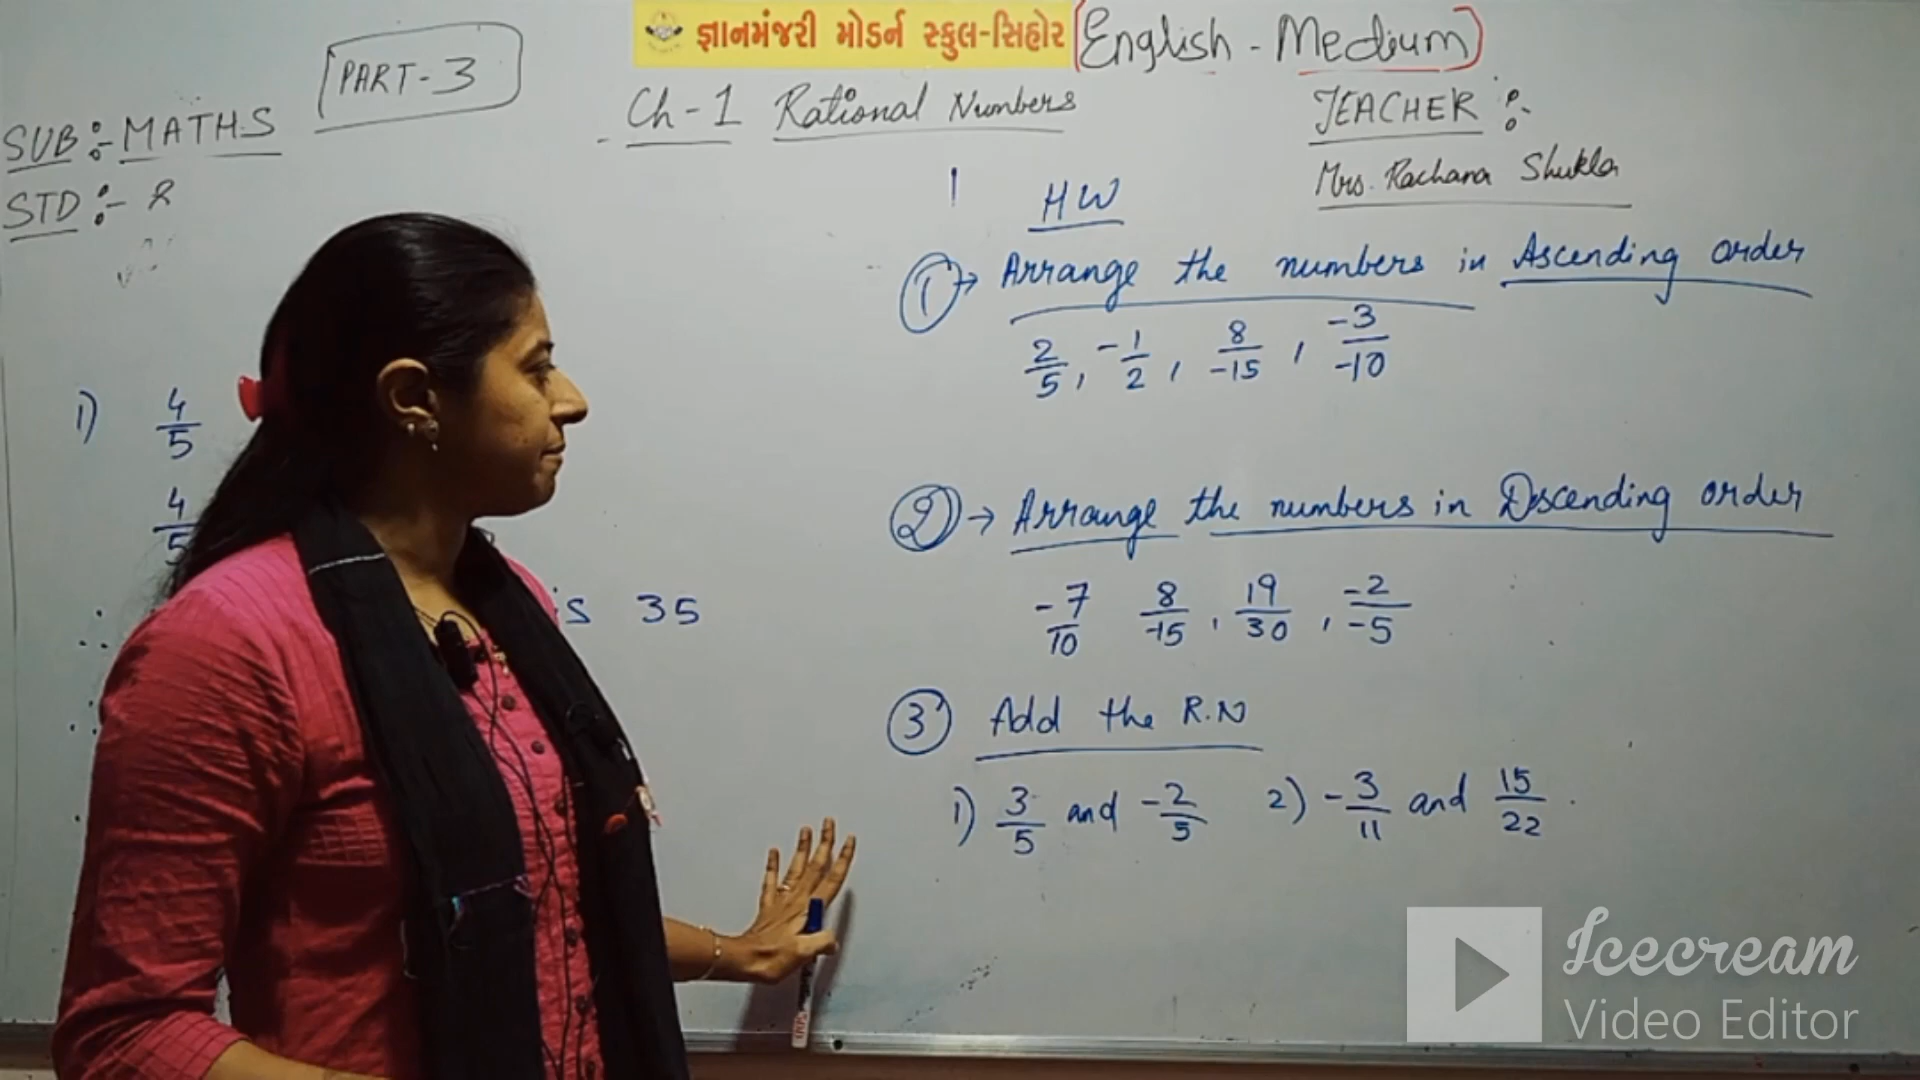 જ્ઞાનમંજરી મોડર્ન સ્કુલ-સિહોર (English - Medium)
PART-3
Ch-1 Rational Numbers
SUB :- MATHS
STD :- 8
TEACHER :-
Mrs. Rachana Shukla
HW
① → Arrange the numbers in Ascending order
2/5, -1/2, 8/-15, -3/-10
② → Arrange the numbers in Descending order
-7/10 8/-15, 19/30, -2/-5
③ Add the R.N
1) 3/5 and -2/5 2) -3/11 and 15/22.
1) 4/5
4/5
∴ is 35
Icecream
Video Editor